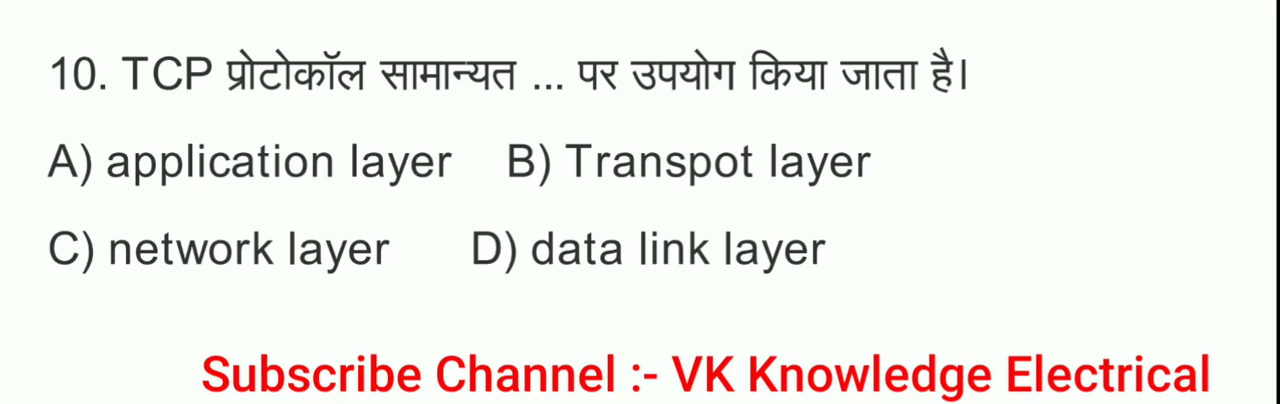 10. TCP प्रोटोकॉल सामान्यत ... पर उपयोग किया जाता है।
A) application layer B) Transpot layer
C) network layer D) data link layer
Subscribe Channel :- VK Knowledge Electrical